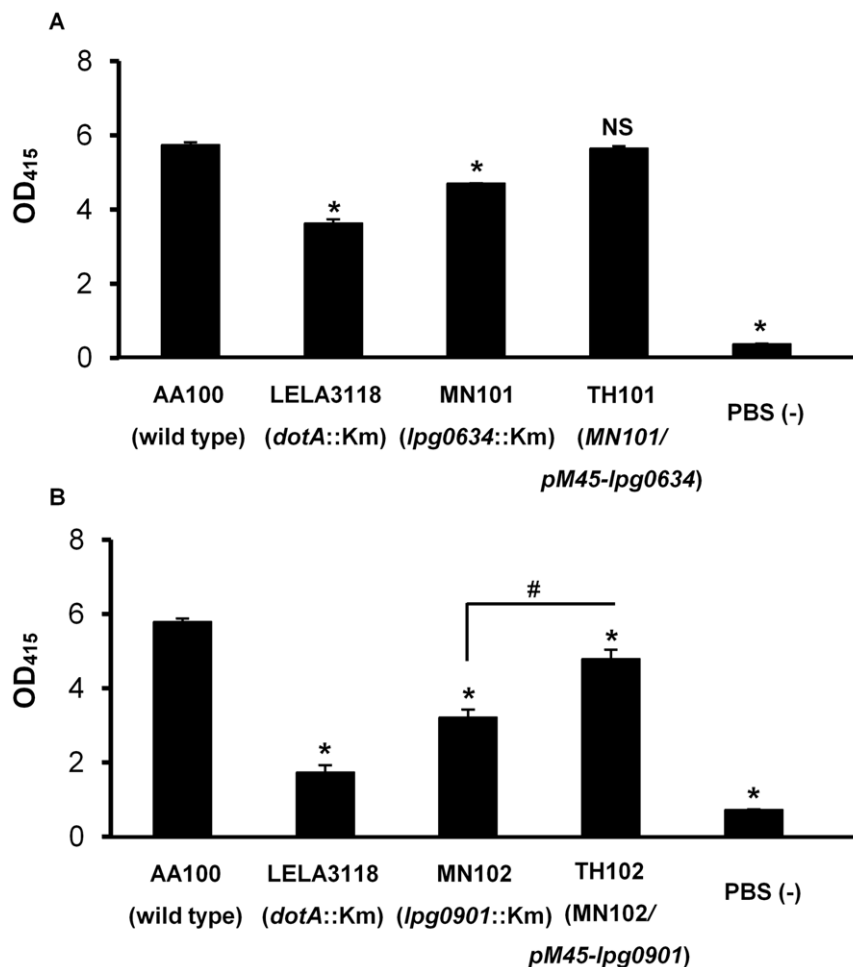 A
8
6
4
2
0
OD415
*
*
NS
*
AA100
(wild type)
LELA3118
(dotA::Km)
MN101
(lpg0634::Km)
TH101
(MN101/
pM45-lpg0634)
PBS (-)
B
8
6
4
2
0
OD415
#
*
*
*
*
AA100
(wild type)
LELA3118
(dotA::Km)
MN102
(lpg0901::Km)
TH102
(MN102/
pM45-lpg0901)
PBS (-)